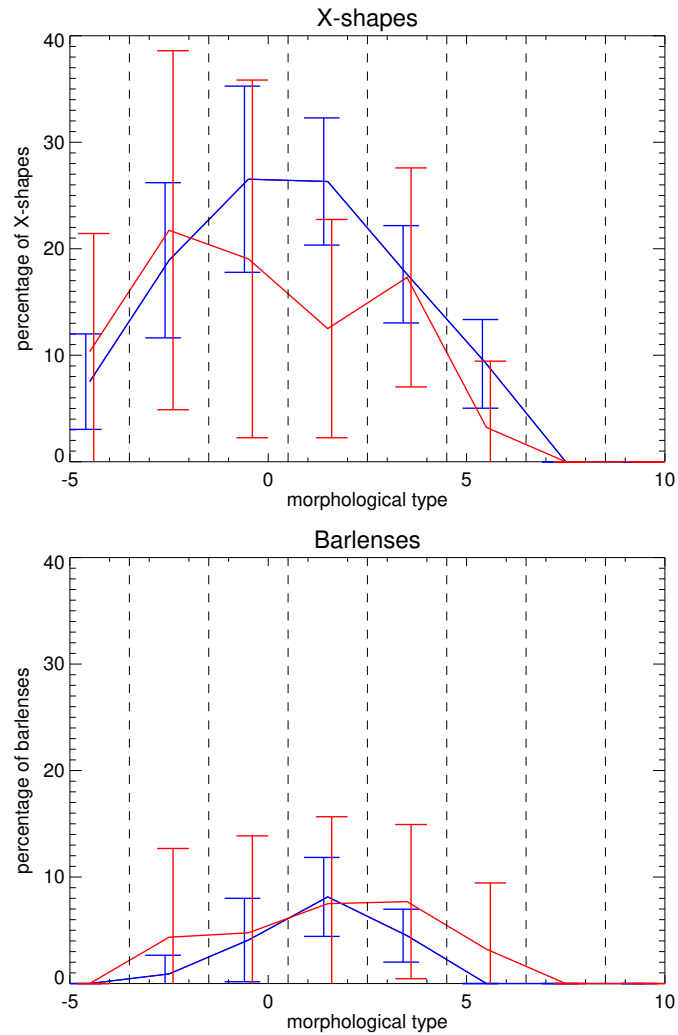 X-shapes
40
30
20
10
0
percentage of X-shapes
-5 0 5 10
morphological type
Barlenses
40
30
20
10
0
percentage of barlenses
-5 0 5 10
morphological type